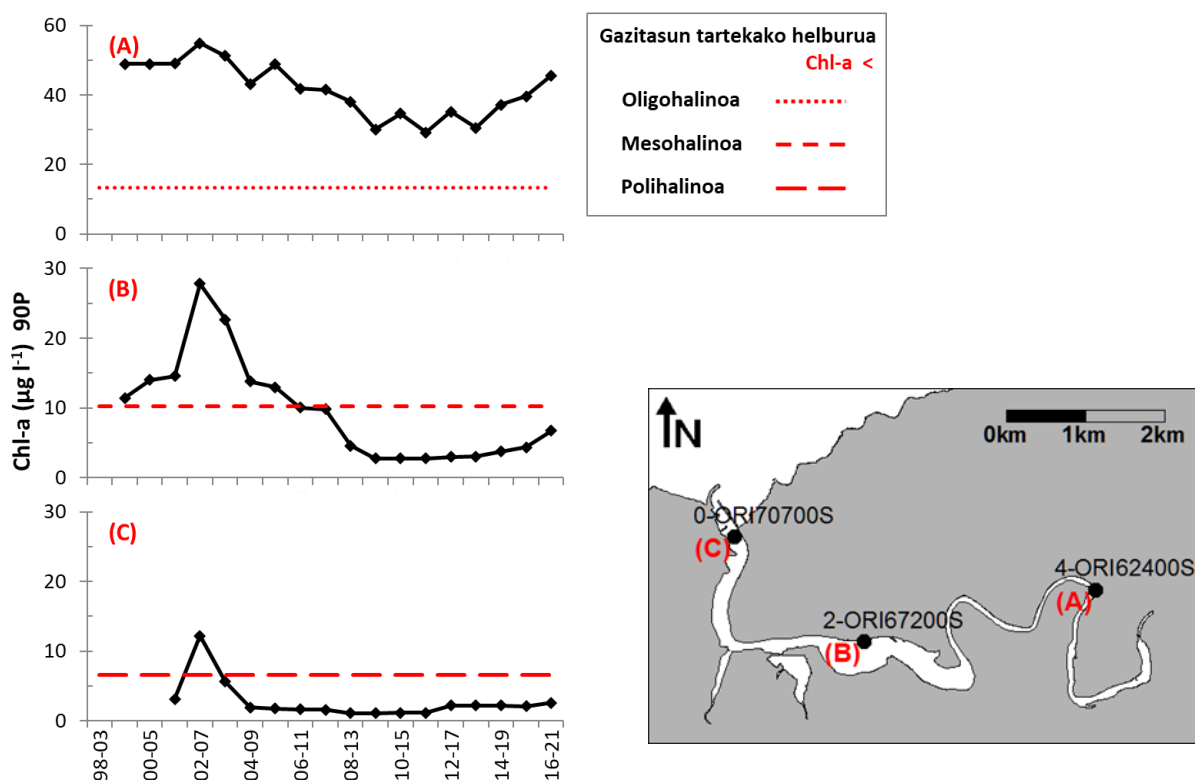 Chl-a (µg l-1) 90P
60
40
20
0
(A)
30
20
10
0
(B)
30
20
10
0
(C)
98-03
00-05
02-07
04-09
06-11
08-13
10-15
12-17
14-19
16-21
Gazitasun tartekako helburua
Chl-a <
Oligohalinoa
Mesohalinoa
Polihalinoa
N
0km 1km 2km
0-ORI70700S
(C)
4-ORI62400S
(A)
2-ORI67200S
(B)